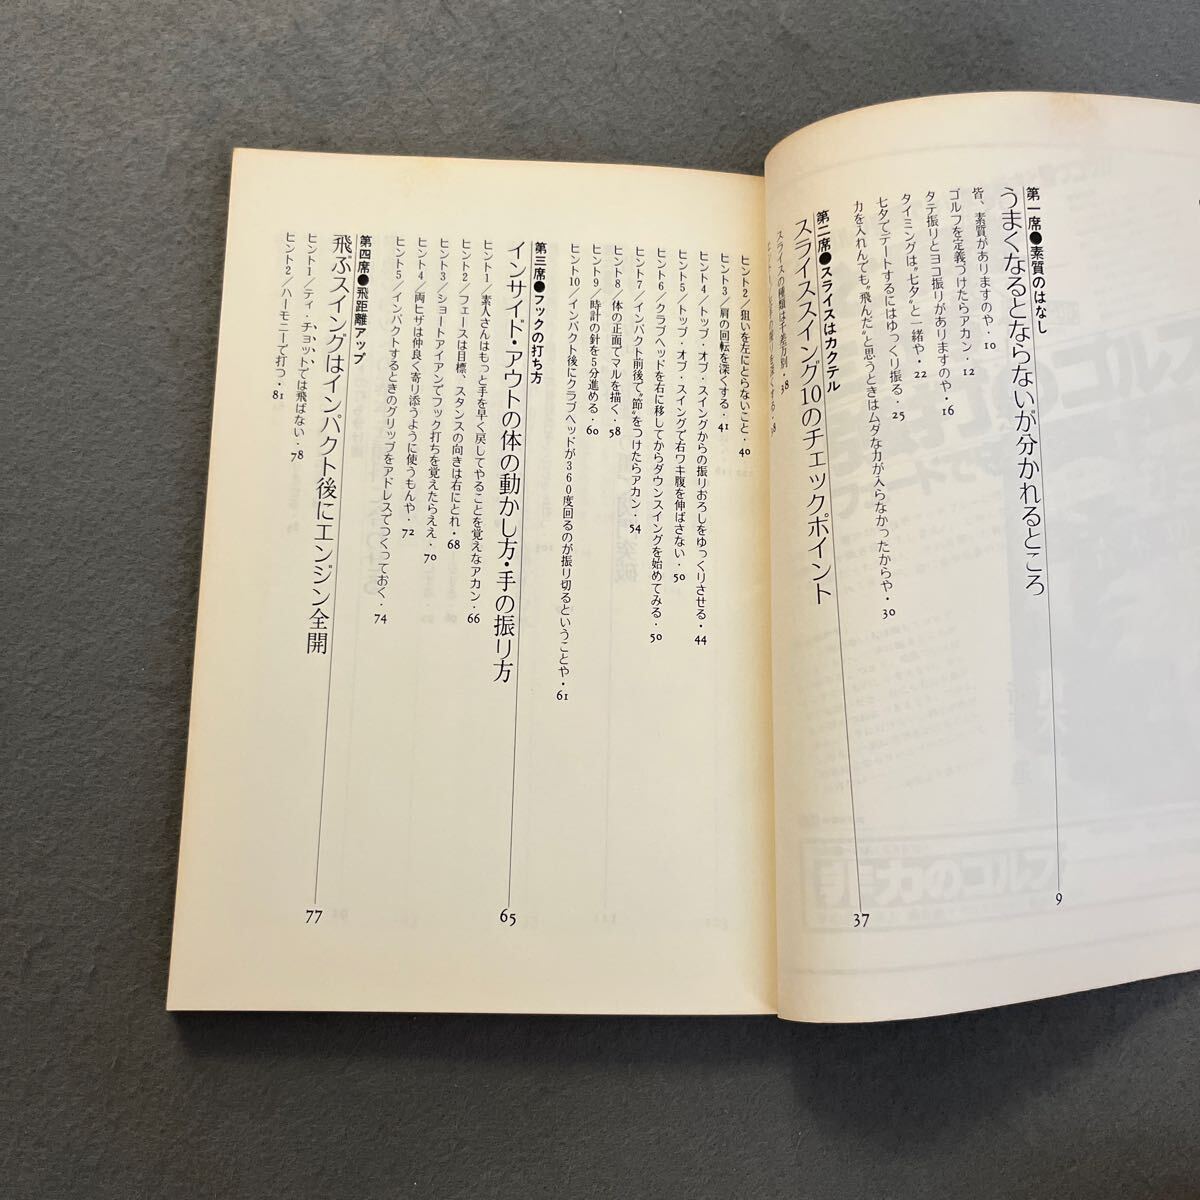 第一席●素質のはなし
うまくなるとならないが分かれるところ 9
皆、素質がありますのや・10
ゴルフを定義づけたらアカン・12
タテ振りとヨコ振りがありますのや・16
タイミングは〝七夕〟と一緒や・22
七夕でデートするにはゆっくり振る・25
力を入れんでも〝飛んだ〟と思うときはムダな力が入らなかったからや・30
第二席●スライスはカクテル
スライススイング10のチェックポイント 37
スライスの種類は千差万別・38
ヒント2/狙いを左にとらないこと・40
ヒント3/肩の回転を深くする・41
ヒント4/トップ・オブ・スイングからの振りおろしをゆっくりさせる・44
ヒント5/トップ・オブ・スイングで右ワキ腹を伸ばさない・50
ヒント6/クラブヘッドを右に移してからダウンスイングを始めてみる・50
ヒント7/インパクト前後で〝節〟をつけたらアカン・54
ヒント8/体の正面でマルを描く・58
ヒント9/時計の針を5分進める・60
ヒント10/インパクト後にクラブヘッドが360度回るのが振り切るということや・61
第三席●フックの打ち方
インサイド・アウトの体の動かし方・手の振り方 65
ヒント1/素人さんはもっと手を早く戻してやることを覚えなアカン・66
ヒント2/フェースは目標、スタンスの向きは右にとれ・68
ヒント3/ショートアイアンでフック打ちを覚えたらええ・70
ヒント4/両ヒザは仲良く寄り添うように使うもんや・72
ヒント5/インパクトするときのグリップをアドレスでつくっておく・74
第四席●飛距離アップ
飛ぶスイングはインパクト後にエンジン全開 77
ヒント1/ティ・チョットでは飛ばない・78
ヒント2/ハーモニーで打つ・81